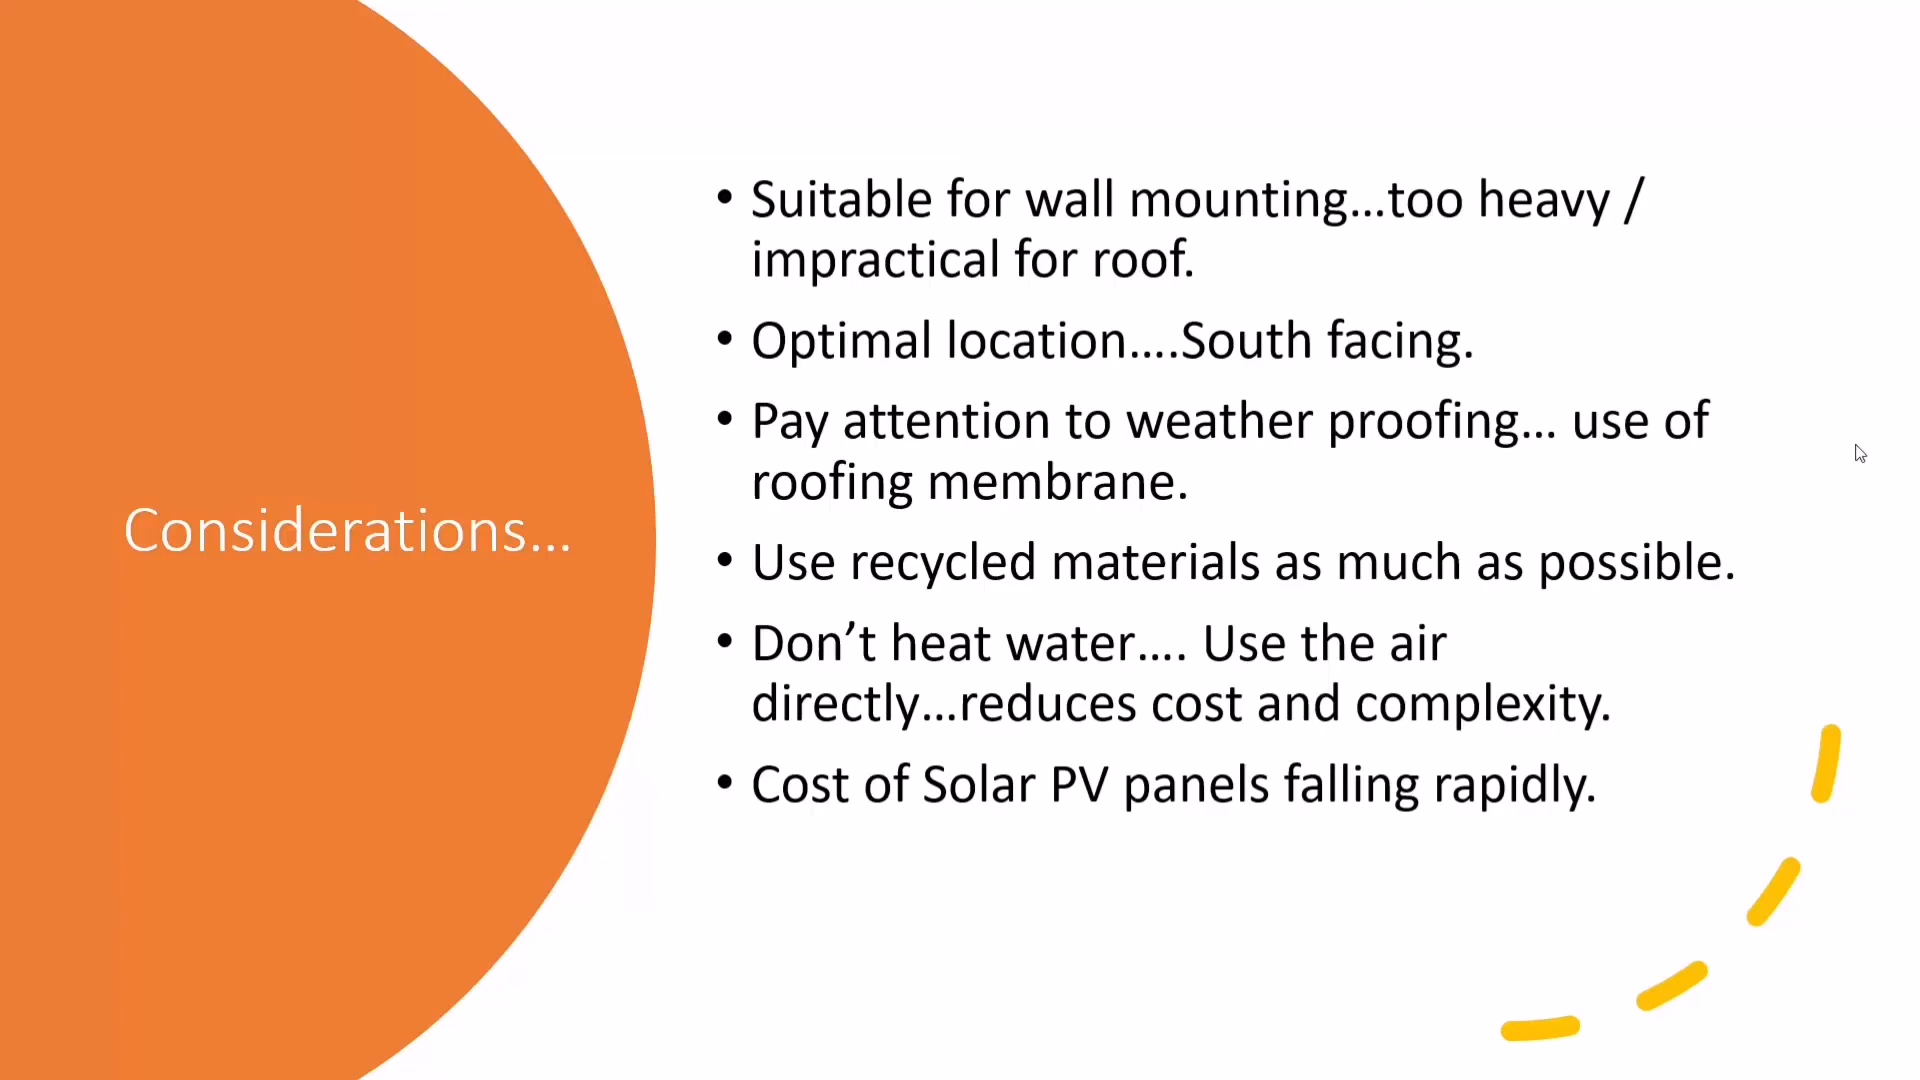 Considerations...
• Suitable for wall mounting...too heavy /
impractical for roof.
• Optimal location....South facing.
• Pay attention to weather proofing... use of
roofing membrane.
• Use recycled materials as much as possible.
• Don’t heat water.... Use the air
directly...reduces cost and complexity.
• Cost of Solar PV panels falling rapidly.